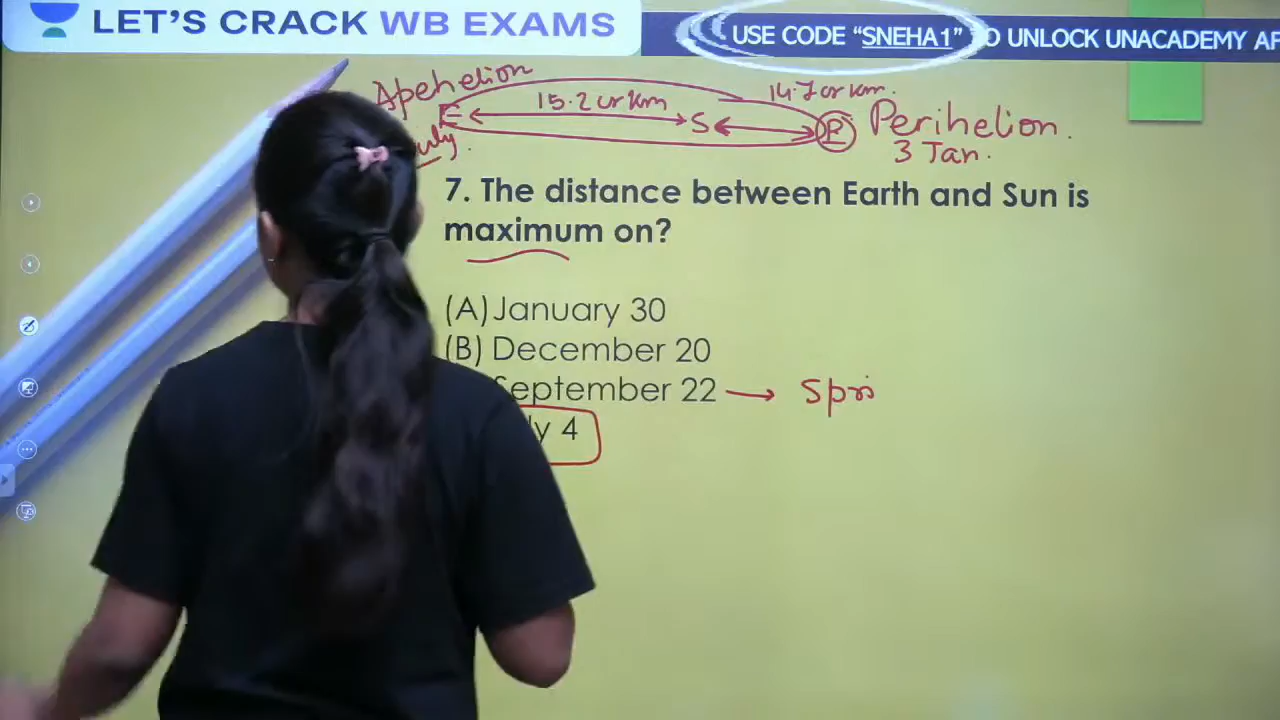 LET'S CRACK WB EXAMS
USE CODE "SNEHA1" TO UNLOCK UNACADEMY
Apehelion
15.2 cr km
14.7 cr km.
E
S
P
Perihelion.
3 Jan.
7. The distance between Earth and Sun is
maximum on?
(A) January 30
(B) December 20
September 22 → Spri
4